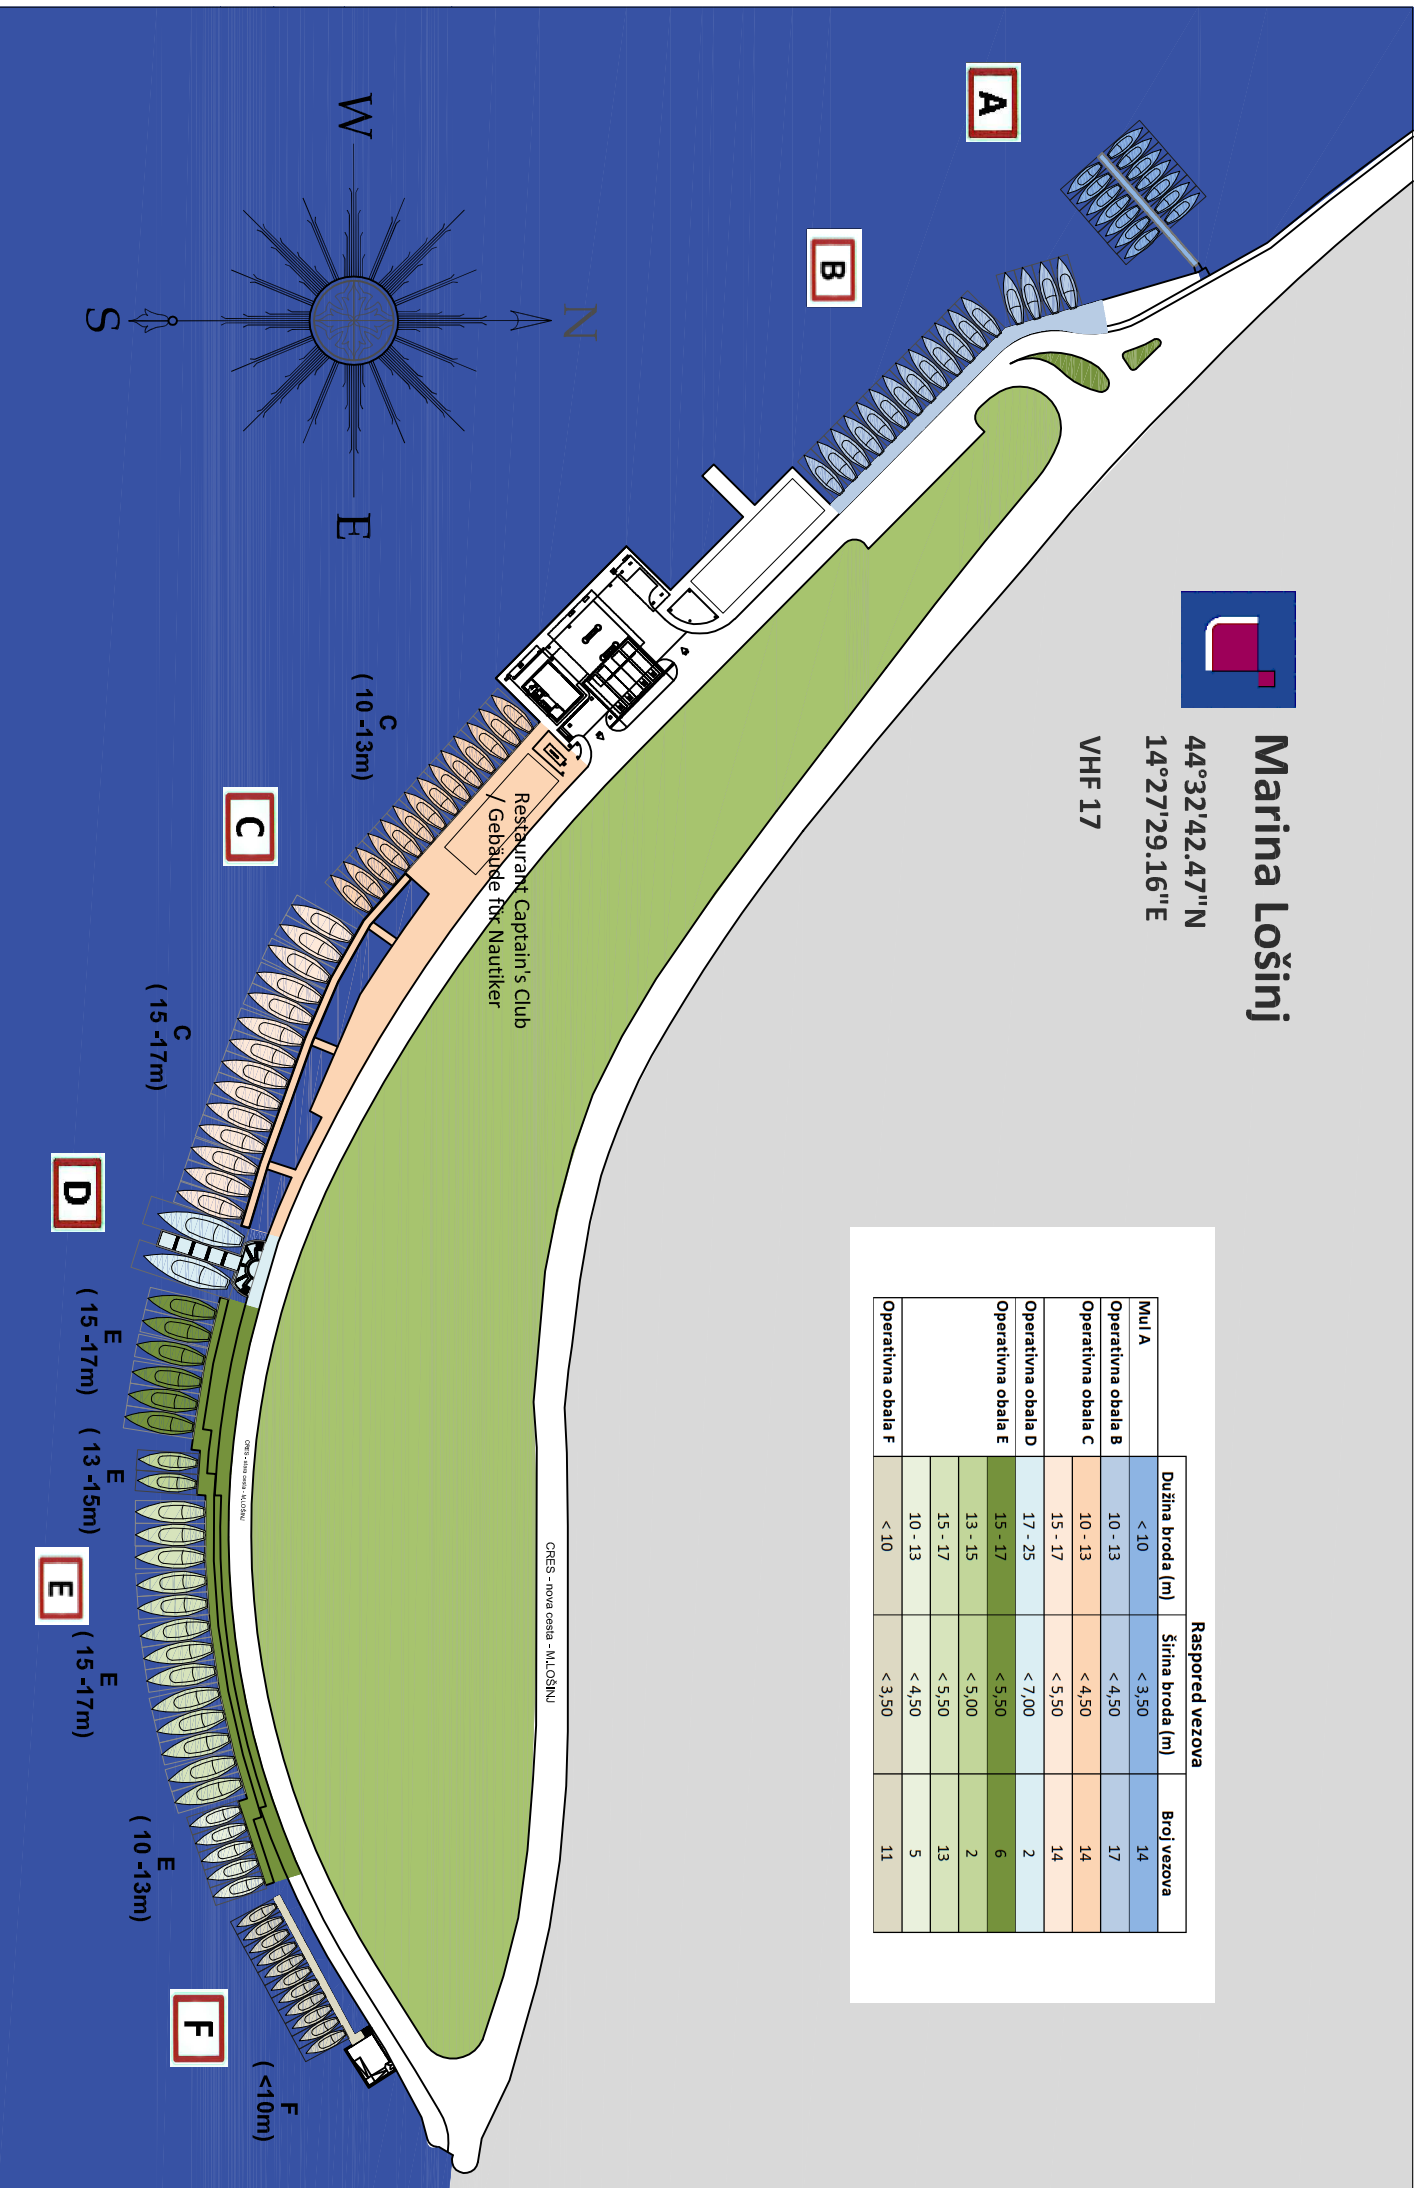 Marina Lošinj
44°32'42.47"N
14°27'29.16"E
VHF 17
A
B
W
N
S
E
C
( 10 -13m)
C
Restaurant Captain's Club
/ Gebäude für Nautiker
C
( 15 -17m)
D
E
( 15 -17m)
E
( 13 -15m)
E
E
( 15 -17m)
E
( 10 -13m)
F
F
( <10m)
CRES - stara cesta - M.LOŠINJ
CRES - nova cesta - M.LOŠINJ
Raspored vezova
Dužina broda (m) Širina broda (m) Broj vezova
Mul A < 10 < 3,50 14
Operativna obala B 10 - 13 < 4,50 17
Operativna obala C 10 - 13 < 4,50 14
15 - 17 < 5,50 14
Operativna obala D 17 - 25 < 7,00 2
Operativna obala E 15 - 17 < 5,50 6
13 - 15 < 5,00 2
15 - 17 < 5,50 13
10 - 13 < 4,50 5
Operativna obala F < 10 < 3,50 11